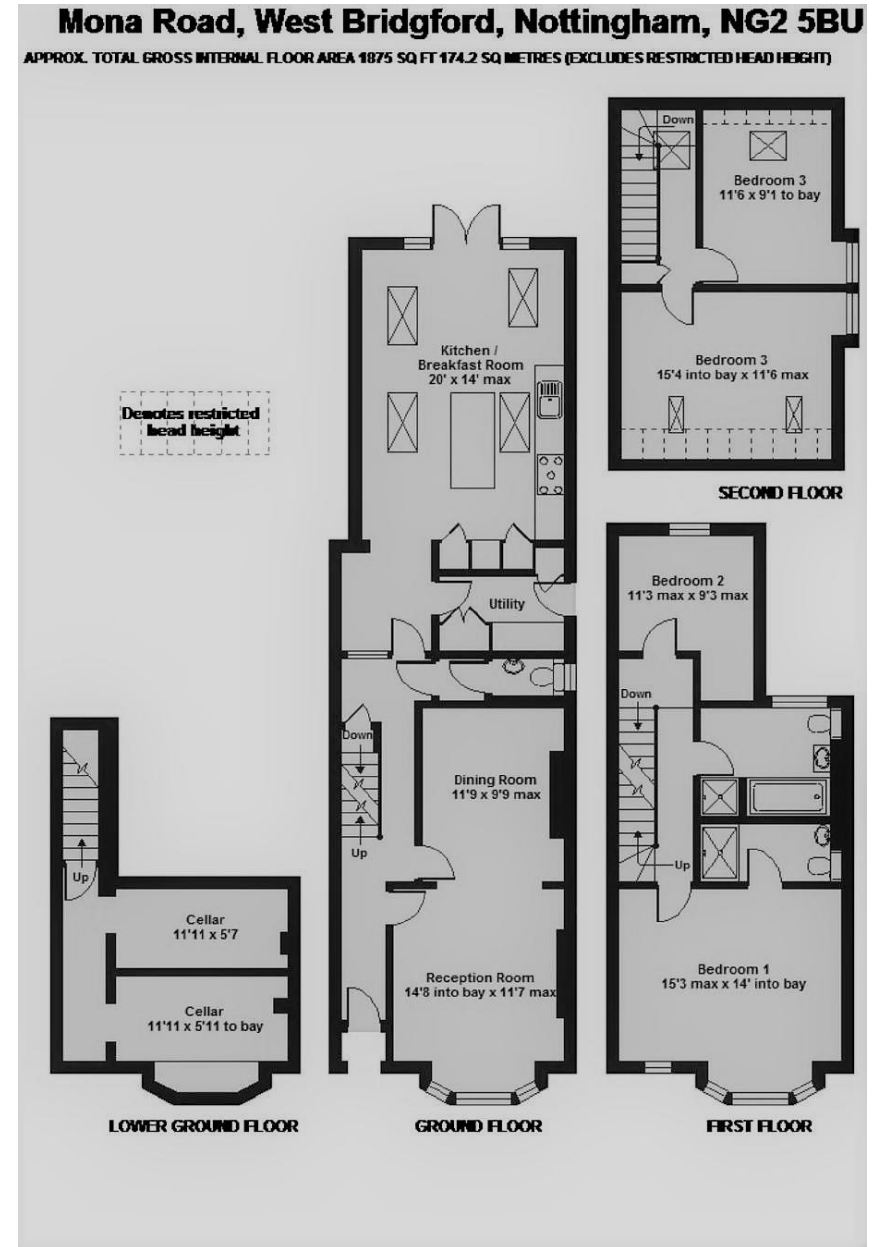 Mona Road, West Bridgford, Nottingham, NG2 5BU
APPROX. TOTAL GROSS INTERNAL FLOOR AREA 1875 SQ FT 174.2 SQ METRES (EXCLUDES RESTRICTED HEAD HEIGHT)
Down
Bedroom 3
11'6 x 9'1 to bay
Bedroom 3
15'4 into bay x 11'6 max
SECOND FLOOR
Kitchen /
Breakfast Room
20' x 14' max
Denotes restricted
head height
Utility
Down
Up
Dining Room
11'9 x 9'9 max
Reception Room
14'8 into bay x 11'7 max
GROUND FLOOR
Bedroom 2
11'3 max x 9'3 max
Down
Up
Bedroom 1
15'3 max x 14' into bay
FIRST FLOOR
Up
Cellar
11'11 x 5'7
Cellar
11'11 x 5'11 to bay
LOWER GROUND FLOOR